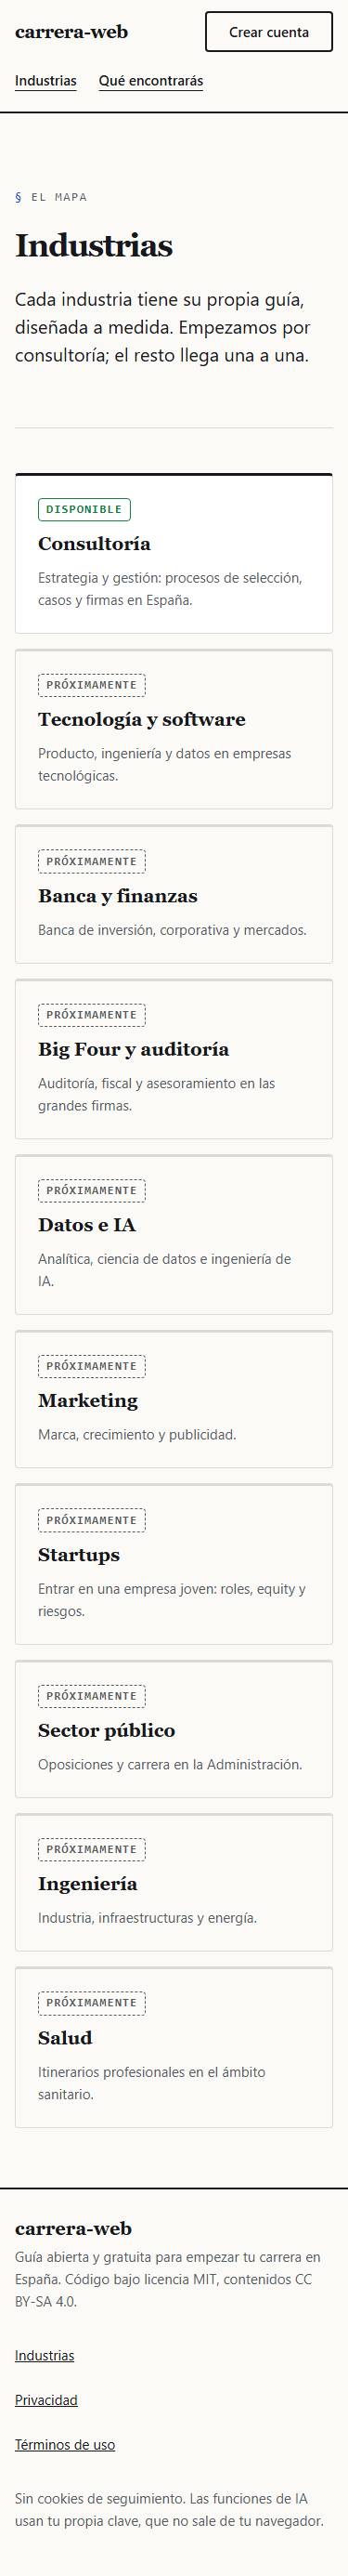 carrera-web
Crear cuenta
Industrias
Qué encontrarás
§ EL MAPA
Industrias
Cada industria tiene su propia guía,
diseñada a medida. Empezamos por
consultoría; el resto llega una a una.
DISPONIBLE
Consultoría
Estrategia y gestión: procesos de selección,
casos y firmas en España.
PRÓXIMAMENTE
Tecnología y software
Producto, ingeniería y datos en empresas
tecnológicas.
PRÓXIMAMENTE
Banca y finanzas
Banca de inversión, corporativa y mercados.
PRÓXIMAMENTE
Big Four y auditoría
Auditoría, fiscal y asesoramiento en las
grandes firmas.
PRÓXIMAMENTE
Datos e IA
Analítica, ciencia de datos e ingeniería de
IA.
PRÓXIMAMENTE
Marketing
Marca, crecimiento y publicidad.
PRÓXIMAMENTE
Startups
Entrar en una empresa joven: roles, equity y
riesgos.
PRÓXIMAMENTE
Sector público
Oposiciones y carrera en la Administración.
PRÓXIMAMENTE
Ingeniería
Industria, infraestructuras y energía.
PRÓXIMAMENTE
Salud
Itinerarios profesionales en el ámbito
sanitario.
carrera-web
Guía abierta y gratuita para empezar tu carrera en
España. Código bajo licencia MIT, contenidos CC
BY-SA 4.0.
Industrias
Privacidad
Términos de uso
Sin cookies de seguimiento. Las funciones de IA
usan tu propia clave, que no sale de tu navegador.